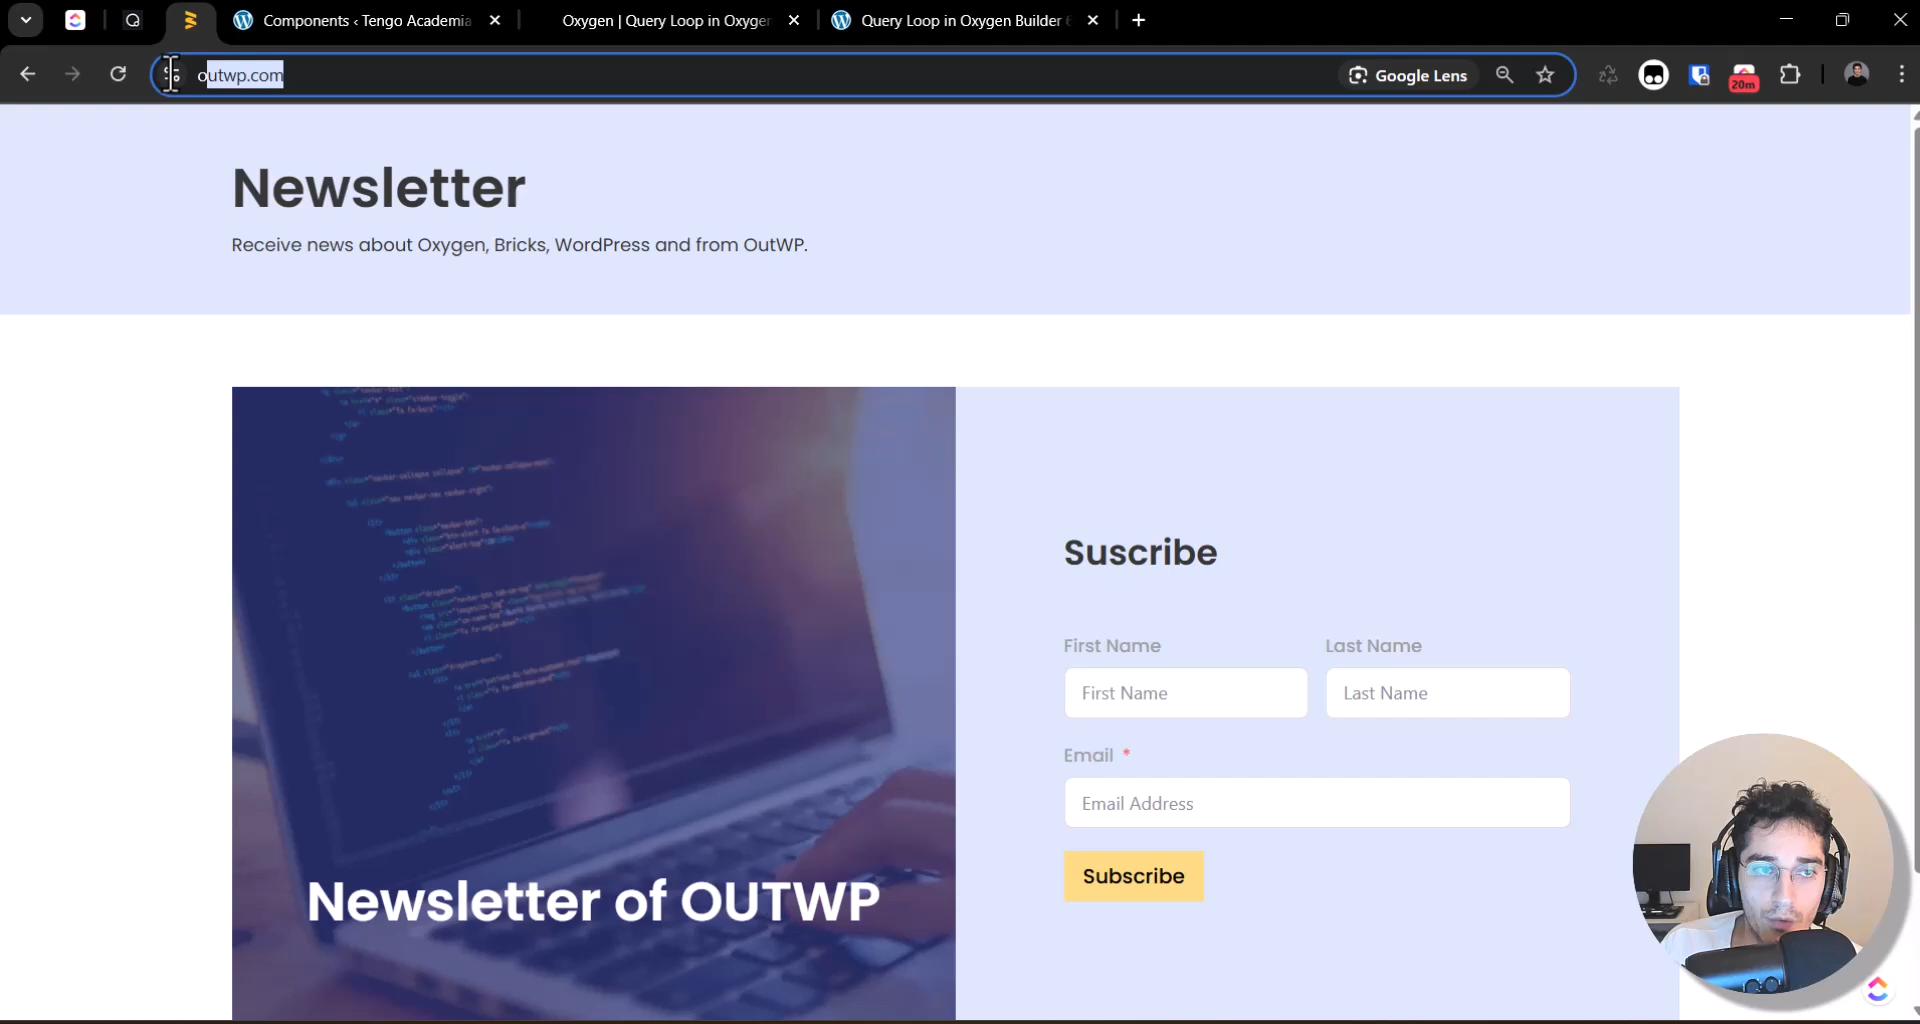 Components ‹ Tengo Academia
Oxygen | Query Loop in Oxygen
Query Loop in Oxygen Builder 6
outwp.com
Google Lens
20m
Newsletter
Receive news about Oxygen, Bricks, WordPress and from OutWP.
Newsletter of OUTWP
Suscribe
First Name
Last Name
First Name
Last Name
Email *
Email Address
Subscribe